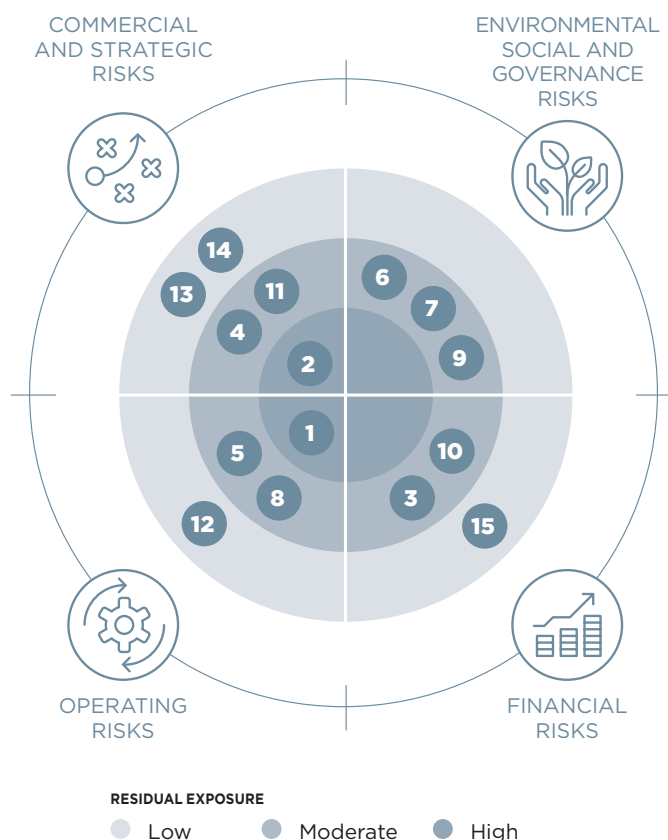 COMMERCIAL
AND STRATEGIC
RISKS
ENVIRONMENTAL
SOCIAL AND
GOVERNANCE
RISKS
14
13
11
4
2
6
7
9
1
5
8
12
10
3
15
OPERATING
RISKS
FINANCIAL
RISKS
RESIDUAL EXPOSURE
Low Moderate High